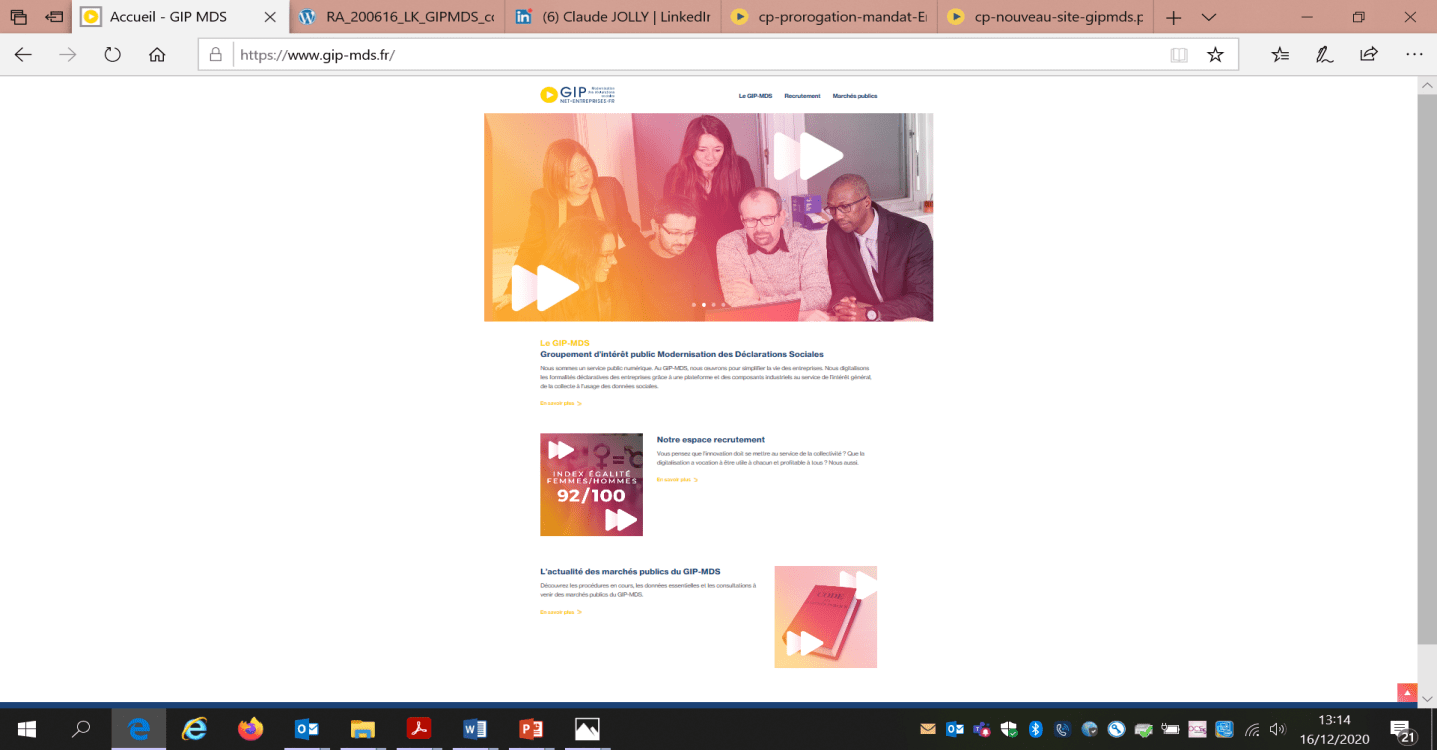 Accueil - GIP MDS
RA_200616_LK_GIPMDS_cc
(6) Claude JOLLY | LinkedIn
cp-prorogation-mandat-E
cp-nouveau-site-gipmds.p
https://www.gip-mds.fr/
GIP
NET-ENTREPRISES.FR
Le GIP-MDS
Recrutement
Marchés publics
Le GIP-MDS
Groupement d'intérêt public Modernisation des Déclarations Sociales
Nous sommes un service public numérique. Au GIP-MDS, nous œuvrons pour simplifier la vie des entreprises. Nous digitalisons
les formalités déclaratives des entreprises grâce à une plateforme et des composants industriels au service de l'intérêt général,
de la collecte à l'usage des données sociales.
En savoir plus >
INDEX ÉGALITÉ
FEMMES/HOMMES
92/100
Notre espace recrutement
Vous pensez que l'innovation doit se mettre au service de la collectivité ? Que la
digitalisation a vocation à être utile à chacun et profitable à tous ? Nous aussi.
En savoir plus >
L'actualité des marchés publics du GIP-MDS
Découvrez les procédures en cours, les données essentielles et les consultations à
venir des marchés publics du GIP-MDS.
En savoir plus >
CODE
13:14
16/12/2020
21